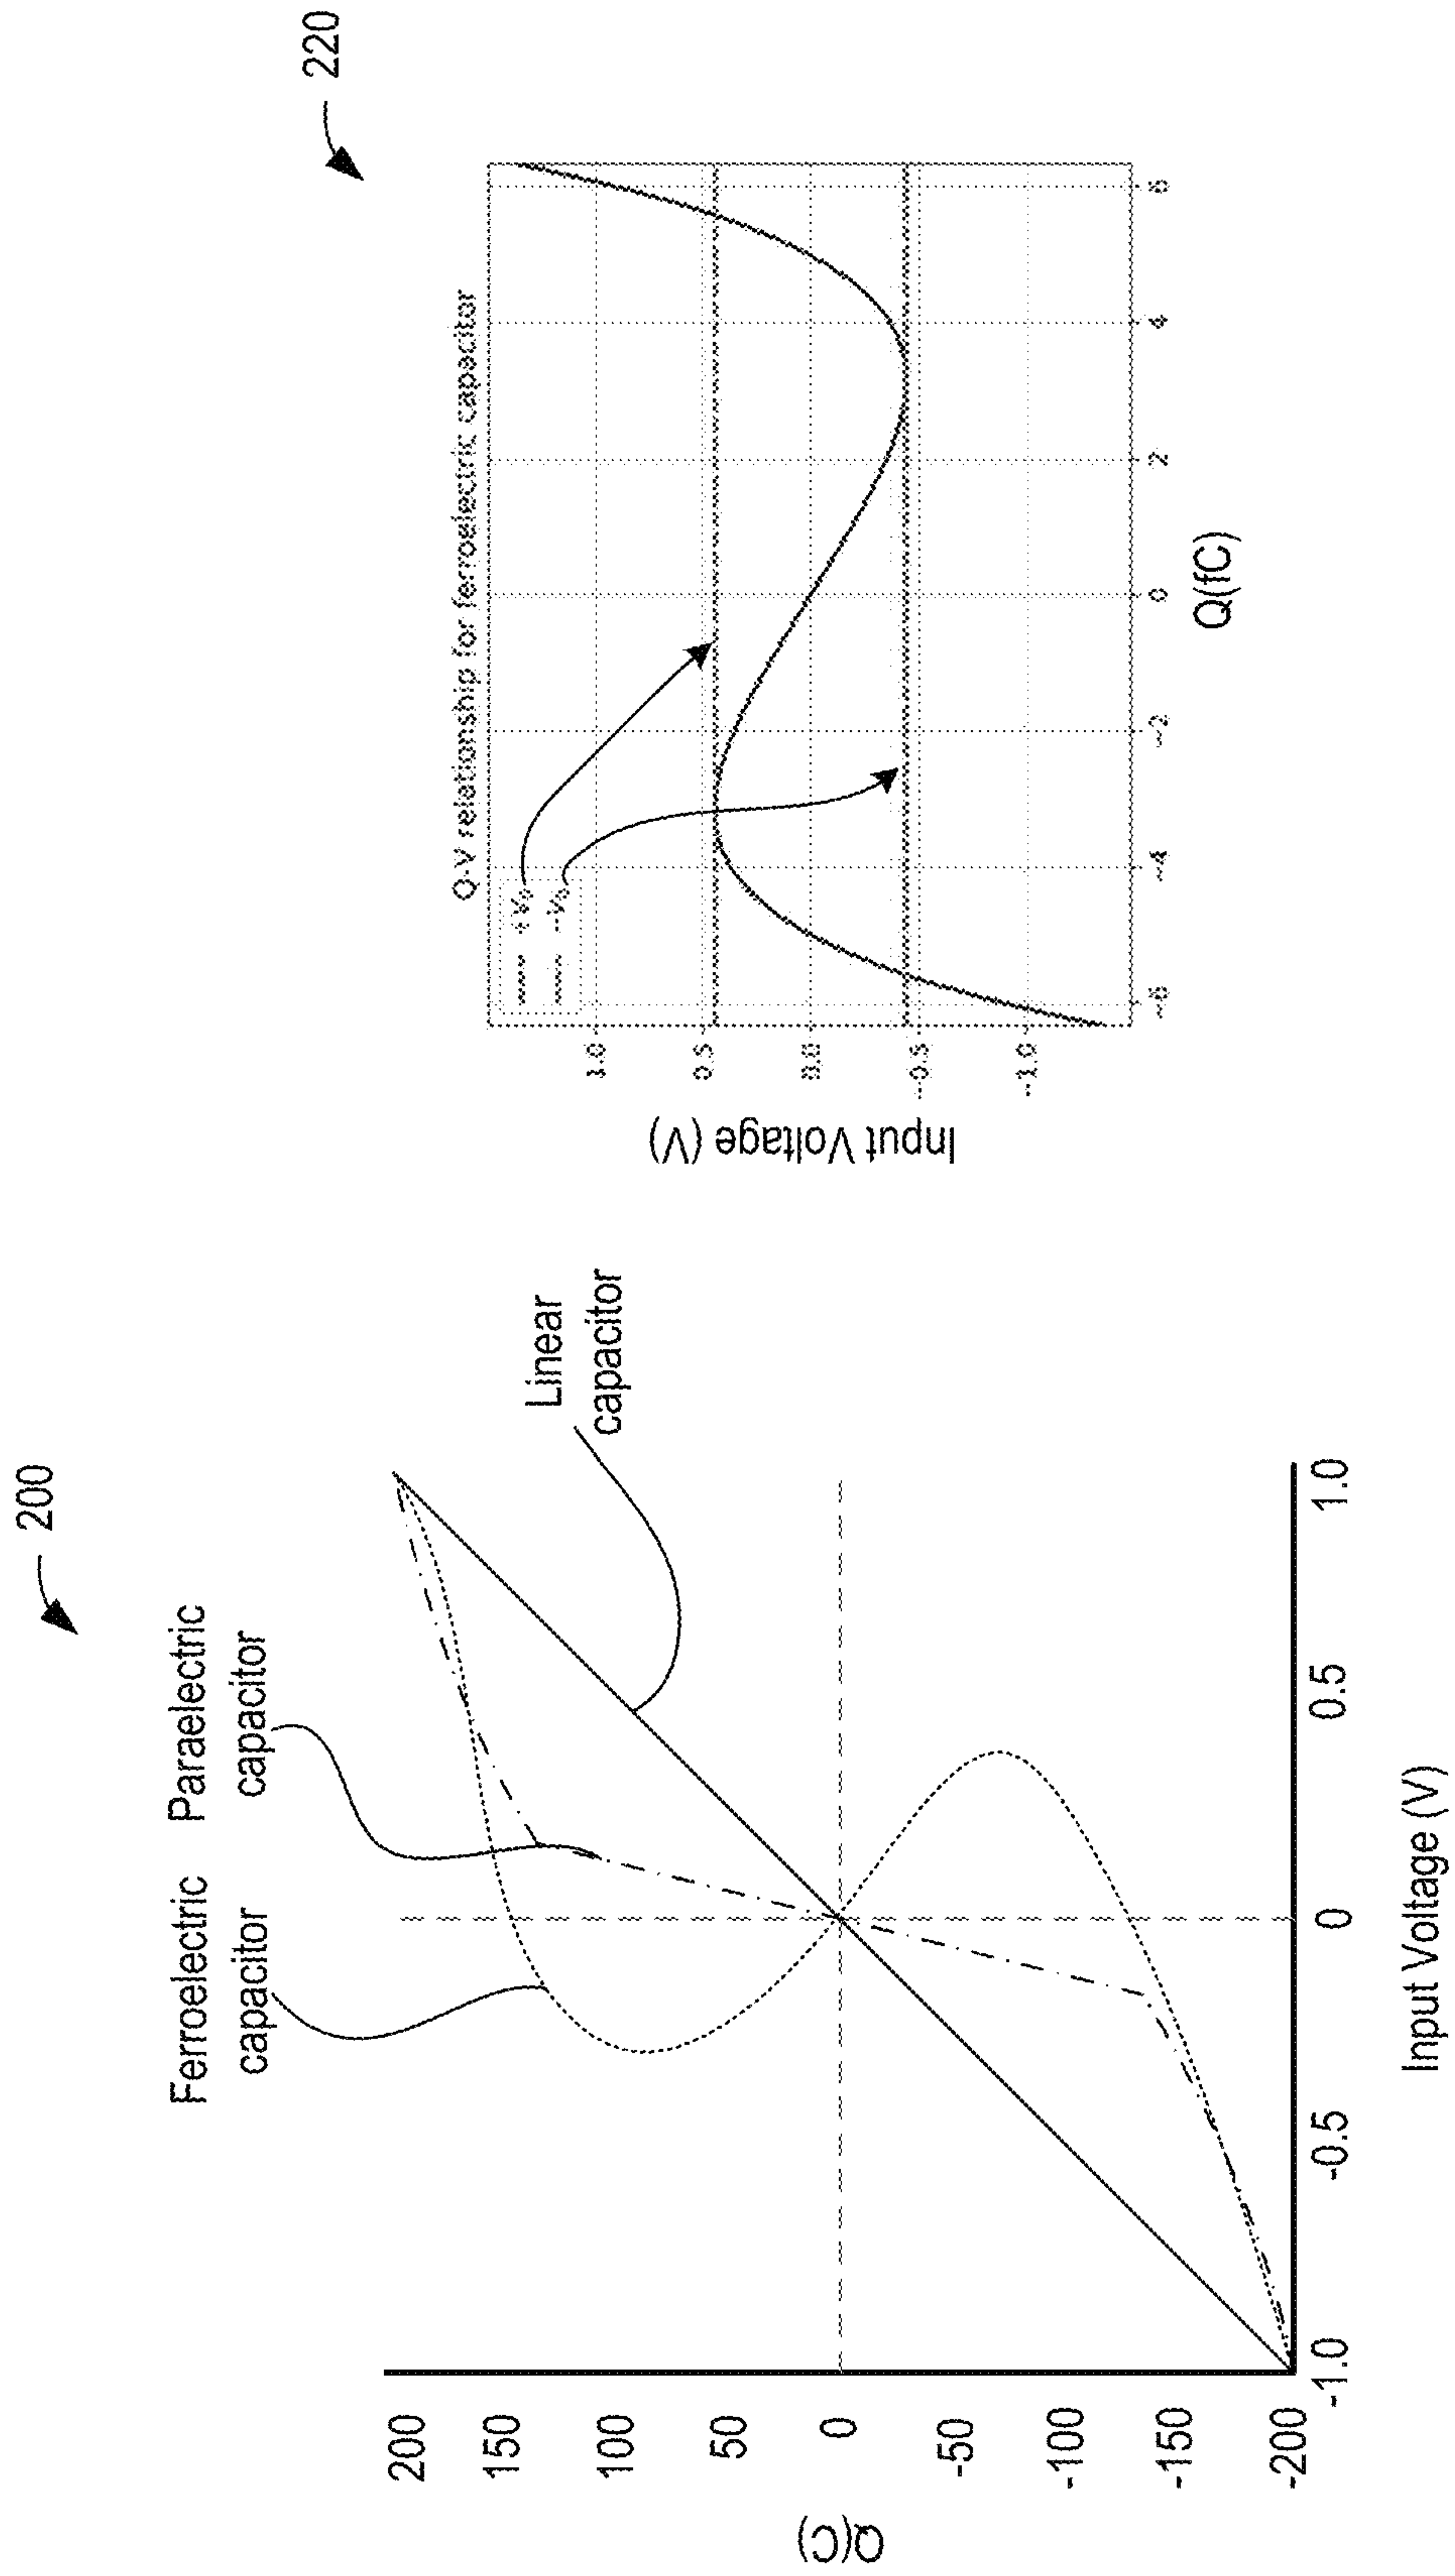 200
Ferroelectric
capacitor
Paraelectric
capacitor
Linear
capacitor
Q(C)
200
150
100
50
0
-50
-100
-150
-200
-1.0
-0.5
0
0.5
1.0
Input Voltage (V)
220
Q-V relationship for ferroelectric capacitor
+V₀
-V₀
Input Voltage (V)
1.0
0.5
0.0
-0.5
-1.0
-6
-4
-2
0
2
4
6
Q(fC)